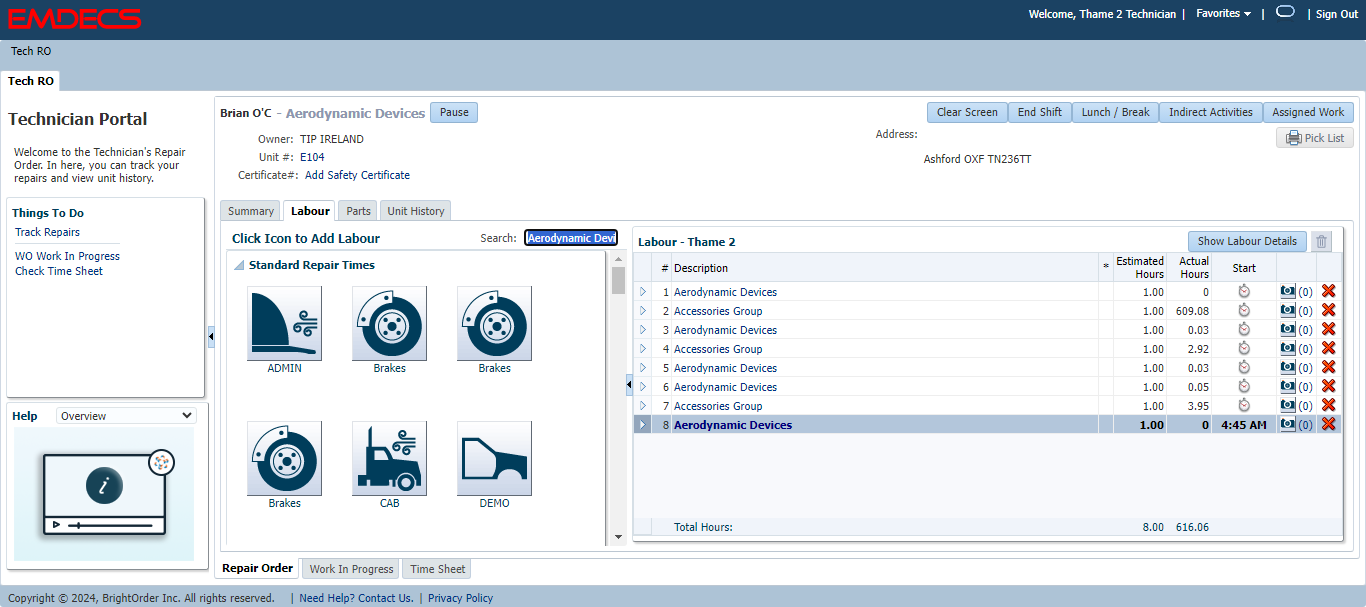 EMDECS
Welcome, Thame 2 Technician | Favorites | | Sign Out
Tech RO
Tech RO
Technician Portal
Welcome to the Technician's Repair
Order. In here, you can track your
repairs and view unit history.
Things To Do
Track Repairs
WO Work In Progress
Check Time Sheet
Help Overview
i
Brian O'C - Aerodynamic Devices Pause
Clear Screen End Shift Lunch / Break Indirect Activities Assigned Work
Pick List
Owner: TIP IRELAND
Unit #: E104
Certificate#: Add Safety Certificate
Address:
Ashford OXF TN236TT
Summary Labour Parts Unit History
Click Icon to Add Labour Search: Aerodynamic Devi
Standard Repair Times
ADMIN Brakes Brakes
Brakes CAB DEMO
Labour - Thame 2 Show Labour Details
# Description * Estimated Hours Actual Hours Start
1 Aerodynamic Devices 1.00 0 (0)
2 Accessories Group 1.00 609.08 (0)
3 Aerodynamic Devices 1.00 0.03 (0)
4 Accessories Group 1.00 2.92 (0)
5 Aerodynamic Devices 1.00 0.03 (0)
6 Aerodynamic Devices 1.00 0.05 (0)
7 Accessories Group 1.00 3.95 (0)
8 Aerodynamic Devices 1.00 0 4:45 AM (0)
Total Hours: 8.00 616.06
Repair Order Work In Progress Time Sheet
Copyright © 2024, BrightOrder Inc. All rights reserved. | Need Help? Contact Us. | Privacy Policy